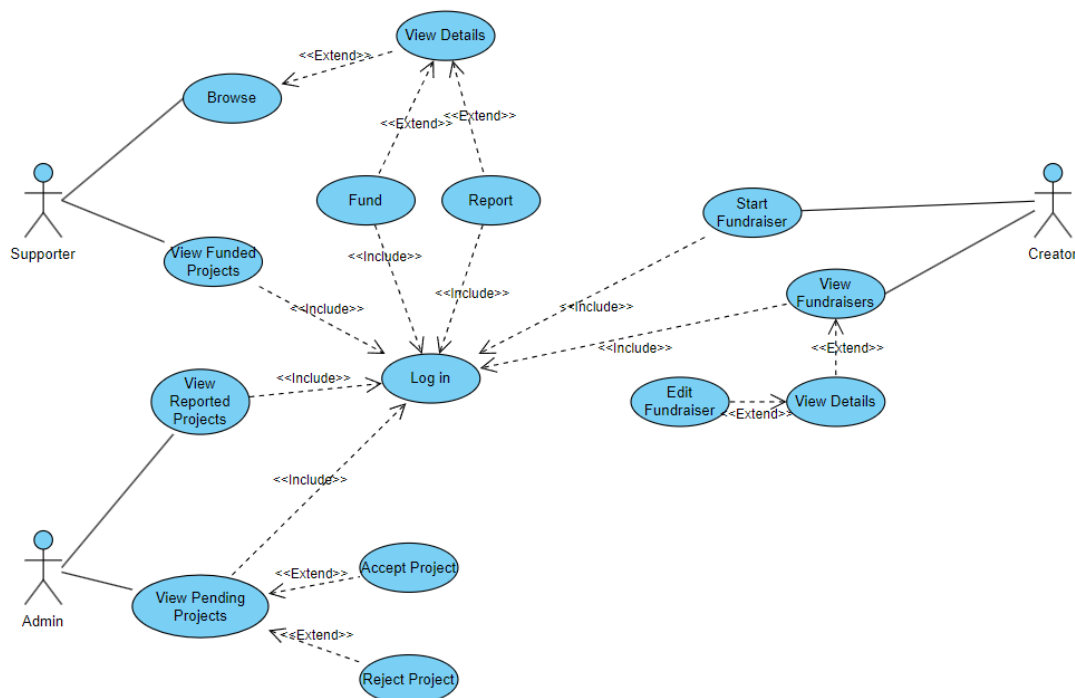 View Details
<<Extend>>
Browse
<<Extend>>
<<Extend>>
Fund
Report
Start
Fundraiser
Supporter
View Funded
Projects
Creator
<<Include>>
<<Include>>
View
Fundraisers
<<Include>>
<<Include>>
<<Include>>
<<Extend>>
Log in
<<Include>>
View
Reported
Projects
Edit
Fundraiser
<<Extend>>
View Details
<<Include>>
Admin
View Pending
Projects
<<Extend>>
Accept Project
<<Extend>>
Reject Project